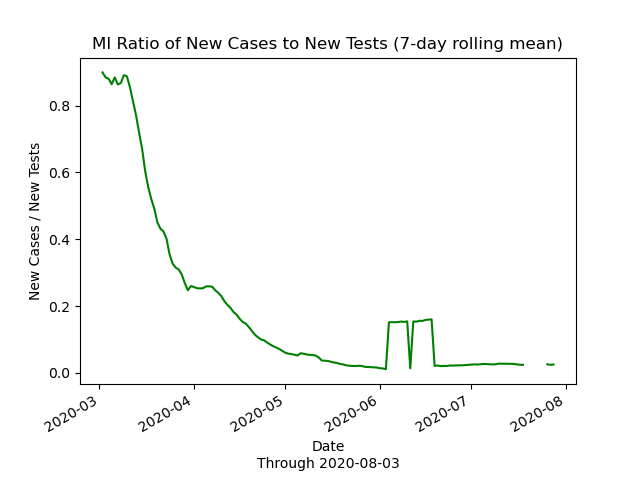 MI Ratio of New Cases to New Tests (7-day rolling mean)
New Cases / New Tests
0.8
0.6
0.4
0.2
0.0
2020-03
2020-04
2020-05
2020-06
2020-07
2020-08
Date
Through 2020-08-03